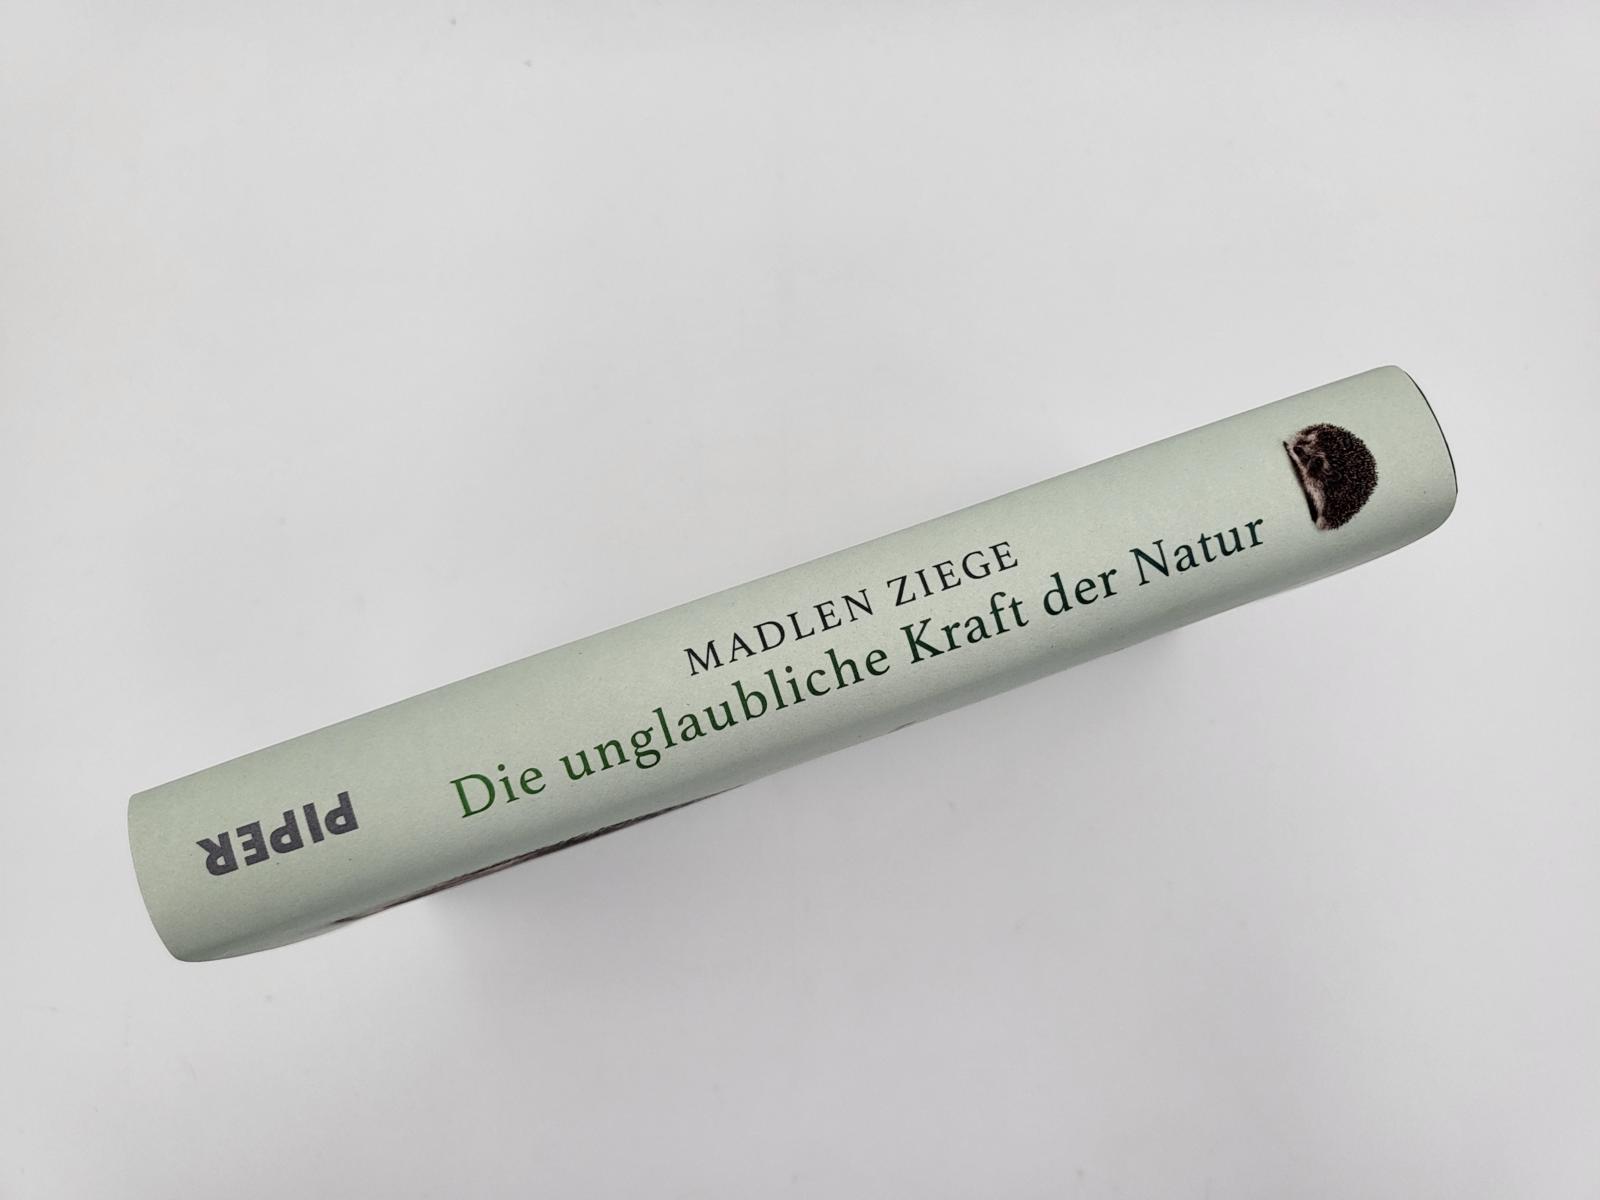 MADLEN ZIEGE
Die unglaubliche Kraft der Natur
PIPER